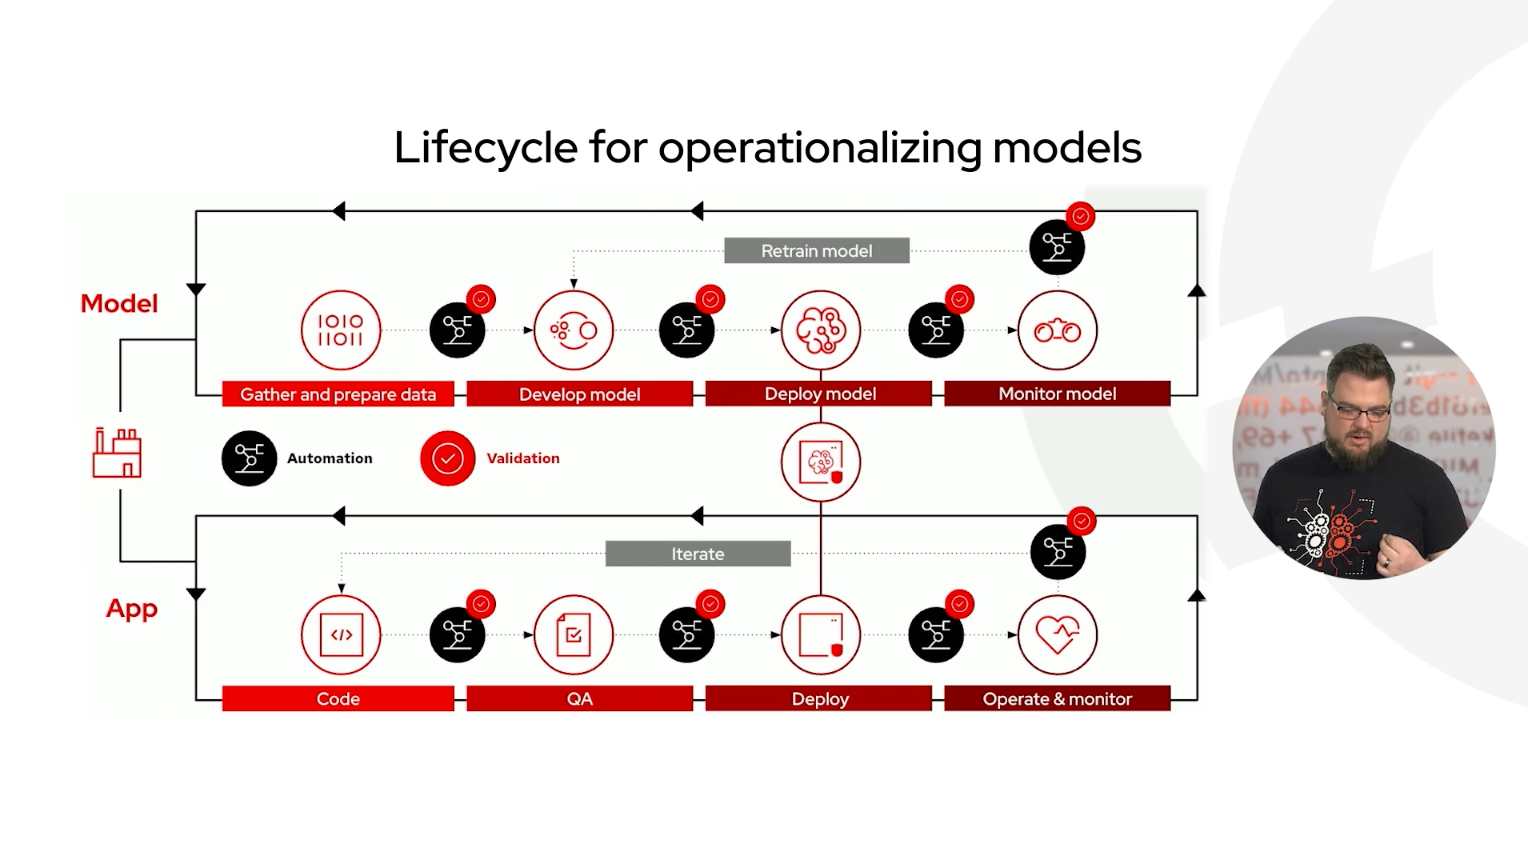 Lifecycle for operationalizing models
Retrain model
Model
1010
11011
Gather and prepare data
Develop model
Deploy model
Monitor model
Automation
Validation
Iterate
App
</>
Code
QA
Deploy
Operate & monitor